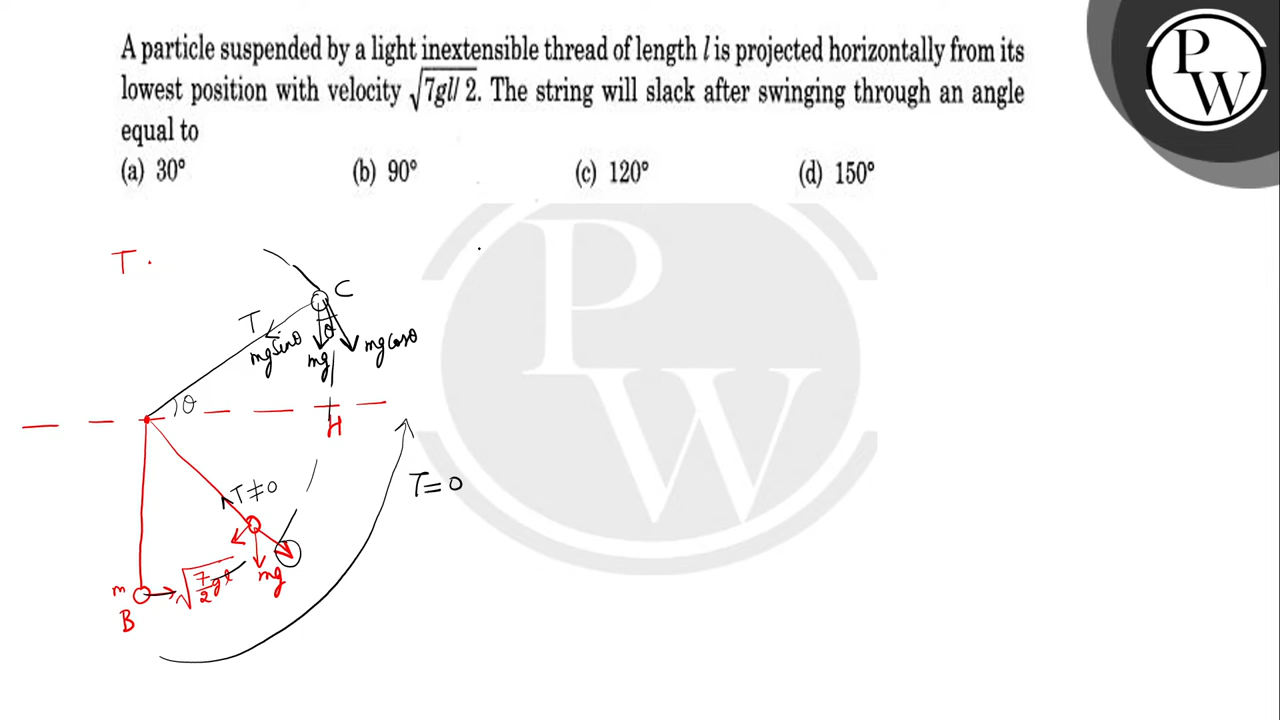 A particle suspended by a light inextensible thread of length l is projected horizontally from its
lowest position with velocity √7gl/2. The string will slack after swinging through an angle
equal to
(a) 30° (b) 90° (c) 120° (d) 150°
P
W
T
C
T
θ
mg sinθ
mg
mg cosθ
θ
H
T≠0
T=0
mg
m
√7/2 gl
B
P
W